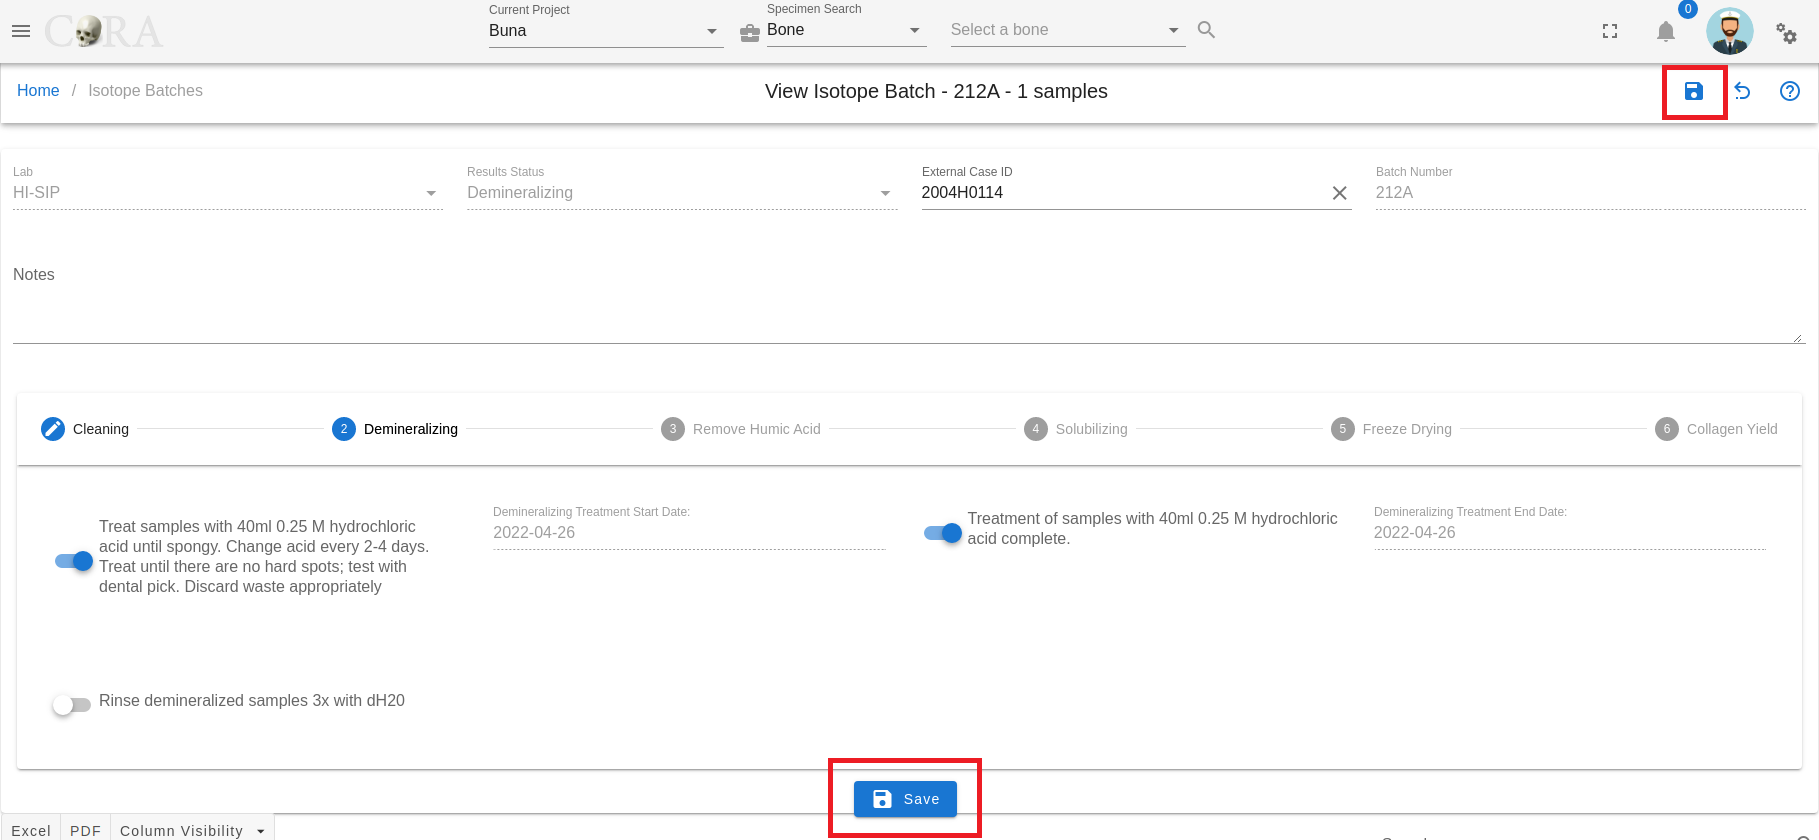 CORA
Current Project
Buna
Specimen Search
Bone
Select a bone
0
Home / Isotope Batches
View Isotope Batch - 212A - 1 samples
Lab
HI-SIP
Results Status
Demineralizing
External Case ID
2004H0114
Batch Number
212A
Notes
Cleaning
2 Demineralizing
3 Remove Humic Acid
4 Solubilizing
5 Freeze Drying
6 Collagen Yield
Treat samples with 40ml 0.25 M hydrochloric
acid until spongy. Change acid every 2-4 days.
Treat until there are no hard spots; test with
dental pick. Discard waste appropriately
Demineralizing Treatment Start Date:
2022-04-26
Treatment of samples with 40ml 0.25 M hydrochloric
acid complete.
Demineralizing Treatment End Date:
2022-04-26
Rinse demineralized samples 3x with dH20
Save
Excel
PDF
Column Visibility